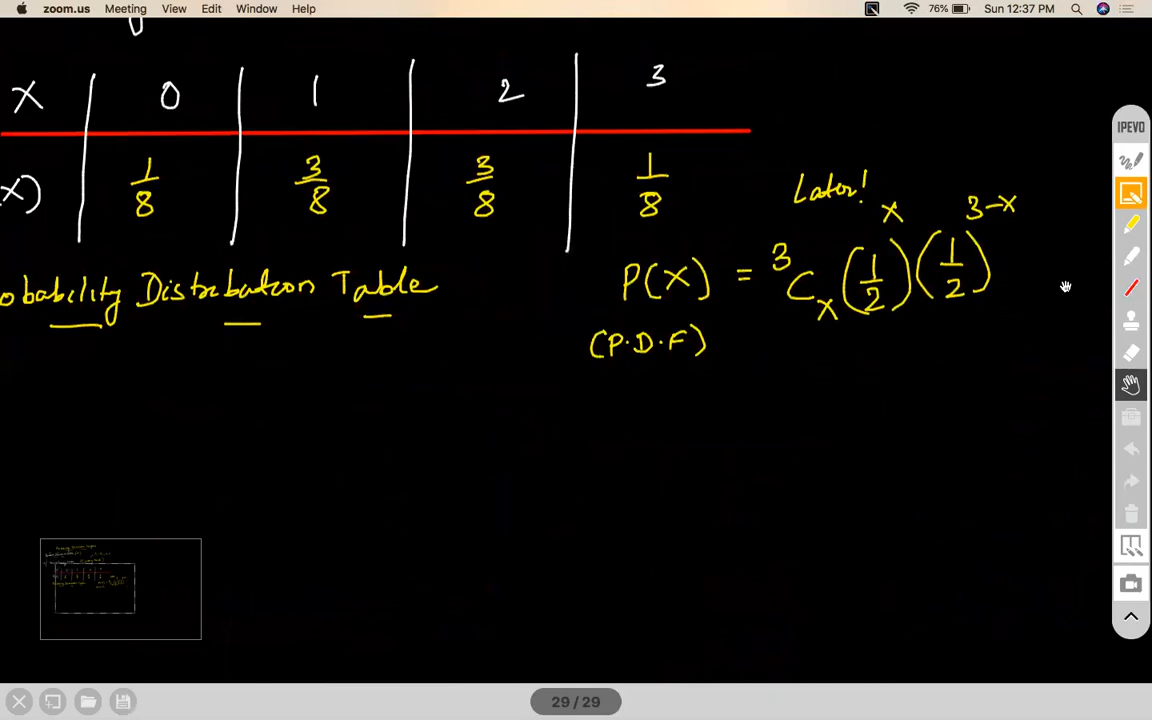 zoom.us Meeting View Edit Window Help 76% Sun 12:37 PM
X 0 1 2 3
x) 1/8 3/8 3/8 1/8
Later!
P(X) = ³Cₓ (1/2)ˣ (1/2)³⁻ˣ
obability Distribution Table
(P.D.F)
IPEVO
29 / 29